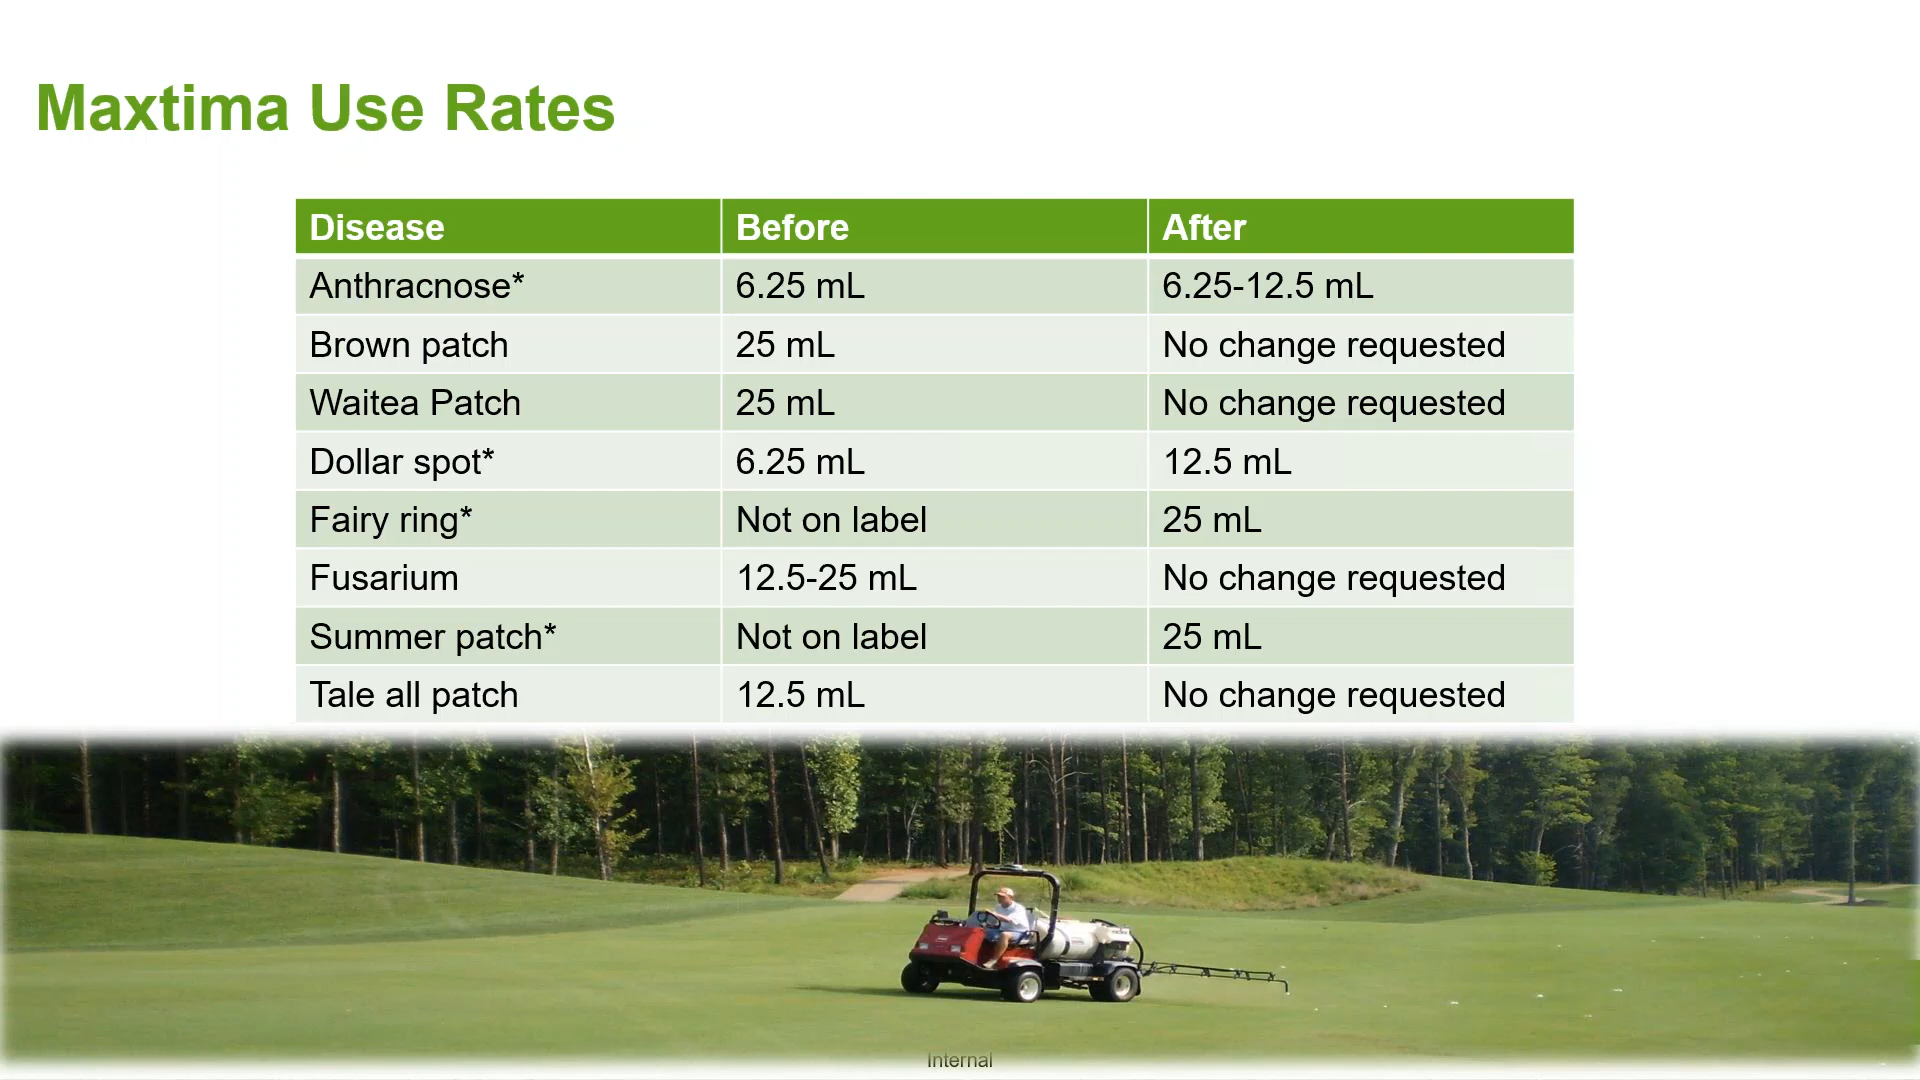 Maxtima Use Rates
Disease Before After
Anthracnose* 6.25 mL 6.25-12.5 mL
Brown patch 25 mL No change requested
Waitea Patch 25 mL No change requested
Dollar spot* 6.25 mL 12.5 mL
Fairy ring* Not on label 25 mL
Fusarium 12.5-25 mL No change requested
Summer patch* Not on label 25 mL
Tale all patch 12.5 mL No change requested
Internal